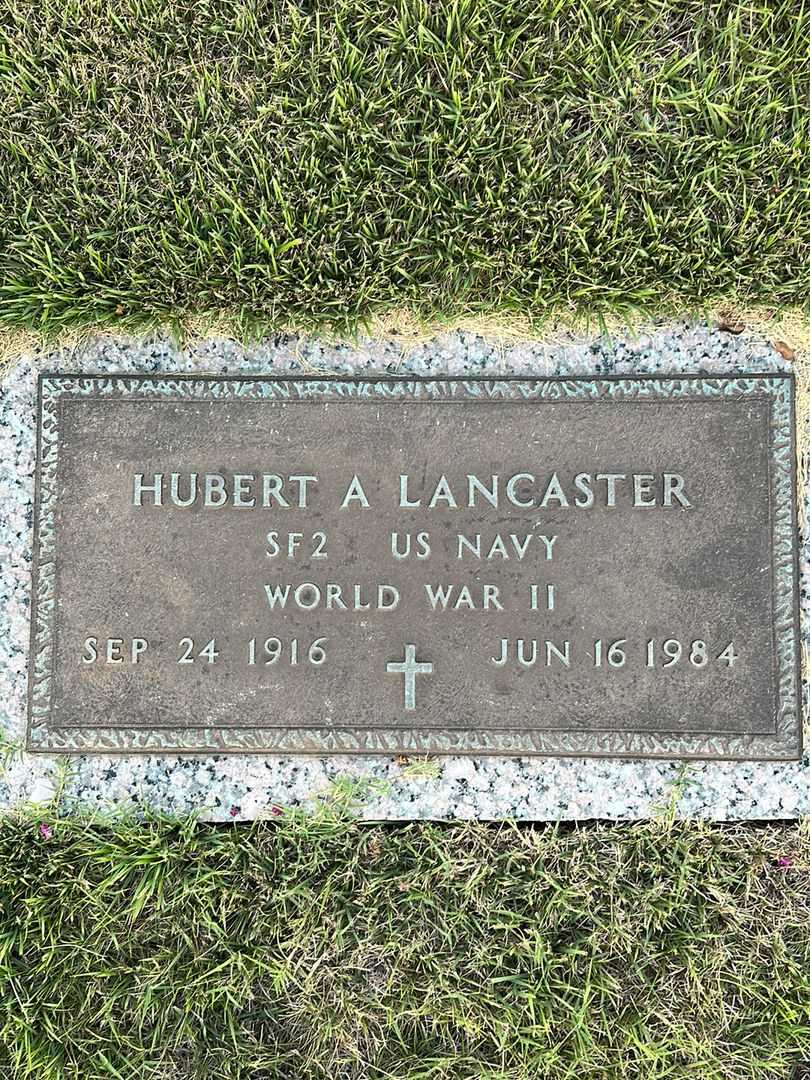 HUBERT A LANCASTER
SF2 US NAVY
WORLD WAR II
SEP 24 1916 JUN 16 1984